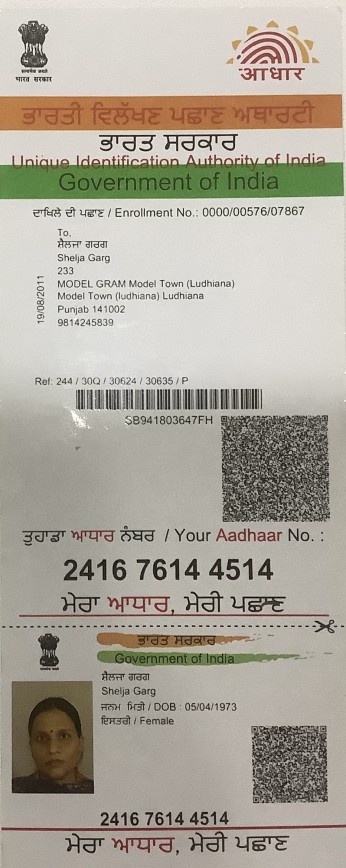 भारत सरकार
आधार
ਭਾਰਤੀ ਵਿਲੱਖਣ ਪਛਾਣ ਅਥਾਰਟੀ
ਭਾਰਤ ਸਰਕਾਰ
Unique Identification Authority of India
Government of India
ਦਾਖਿਲੇ ਦੀ ਪਛਾਣ / Enrollment No.: 0000/00576/07867
To,
ਸ਼ੈਲਜਾ ਗਰਗ
Shelja Garg
233
MODEL GRAM Model Town (Ludhiana)
Model Town (ludhiana) Ludhiana
Punjab 141002
9814245839
19/08/2011
Ref: 244 / 30Q / 30624 / 30635 / P
SB941803647FH
ਤੁਹਾਡਾ ਆਧਾਰ ਨੰਬਰ / Your Aadhaar No. :
2416 7614 4514
ਮੇਰਾ ਆਧਾਰ, ਮੇਰੀ ਪਛਾਣ
ਭਾਰਤ ਸਰਕਾਰ
Government of India
ਸ਼ੈਲਜਾ ਗਰਗ
Shelja Garg
ਜਨਮ ਮਿਤੀ / DOB : 05/04/1973
ਇਸਤਰੀ / Female
2416 7614 4514
ਮੇਰਾ ਆਧਾਰ, ਮੇਰੀ ਪਛਾਣ